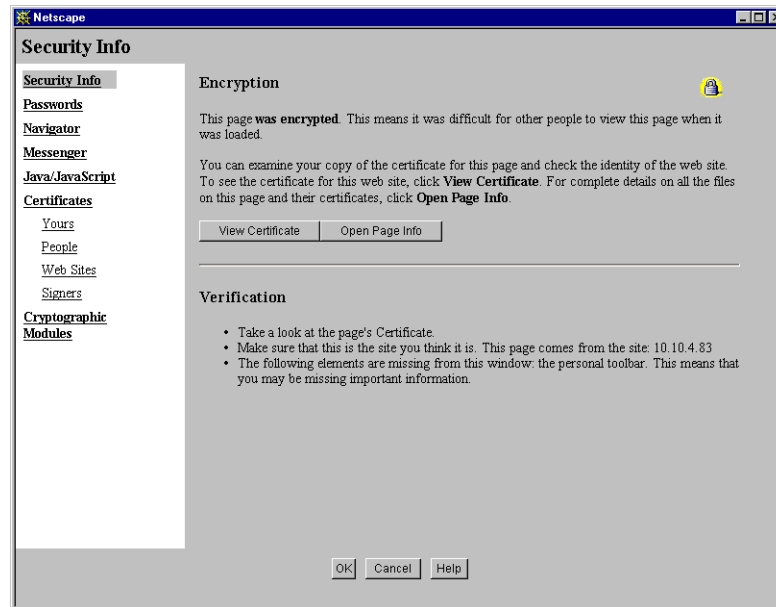 Netscape
Security Info
Security Info
Passwords
Navigator
Messenger
Java/JavaScript
Certificates
Yours
People
Web Sites
Signers
Cryptographic
Modules
Encryption
This page was encrypted. This means it was difficult for other people to view this page when it
was loaded.
You can examine your copy of the certificate for this page and check the identity of the web site.
To see the certificate for this web site, click View Certificate. For complete details on all the files
on this page and their certificates, click Open Page Info.
View Certificate
Open Page Info
Verification
• Take a look at the page's Certificate.
• Make sure that this is the site you think it is. This page comes from the site: 10.10.4.83
• The following elements are missing from this window: the personal toolbar. This means that
you may be missing important information.
OK
Cancel
Help